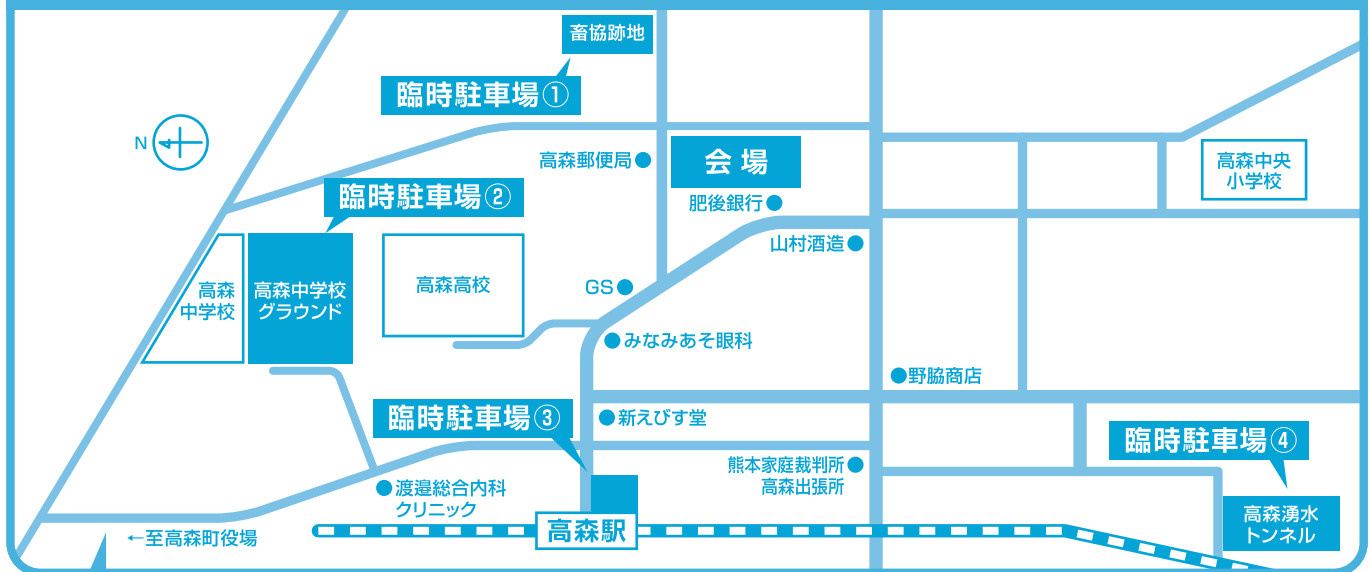 畜協跡地
臨時駐車場①
N
高森郵便局
会場
高森中央
小学校
臨時駐車場②
肥後銀行
山村酒造
高森
中学校
高森中学校
グラウンド
高森高校
GS
みなみあそ眼科
野脇商店
臨時駐車場③
新えびす堂
臨時駐車場④
熊本家庭裁判所
高森出張所
渡邉総合内科
クリニック
高森湧水
トンネル
高森駅
←至高森町役場